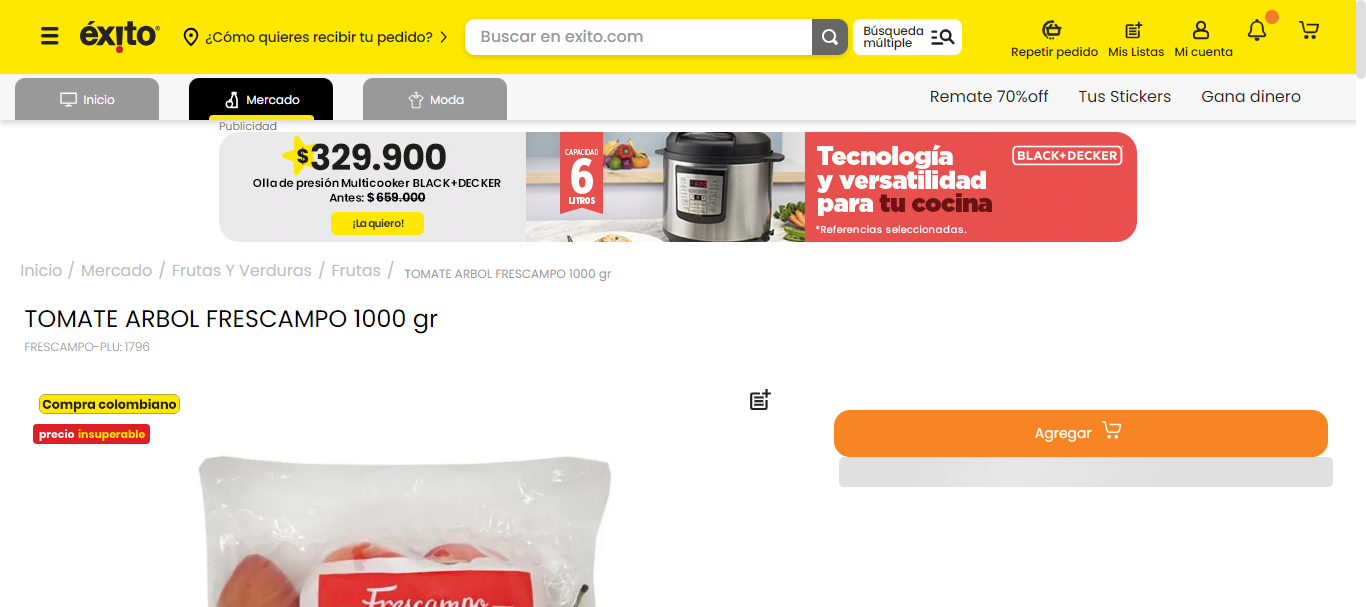 éxito
¿Cómo quieres recibir tu pedido?
Buscar en exito.com
Búsqueda
múltiple
Repetir pedido
Mis Listas
Mi cuenta
Inicio
Mercado
Moda
Remate 70%off
Tus Stickers
Gana dinero
Publicidad
$329.900
Olla de presión Multicooker BLACK+DECKER
Antes: $ 659.000
¡La quiero!
CAPACIDAD
6
LITROS
Tecnología
y versatilidad
para tu cocina
*Referencias seleccionadas.
BLACK+DECKER
Inicio / Mercado / Frutas Y Verduras / Frutas / TOMATE ARBOL FRESCAMPO 1000 gr
TOMATE ARBOL FRESCAMPO 1000 gr
FRESCAMPO-PLU: 1796
Compra colombiano
precio insuperable
Agregar
Frescampo